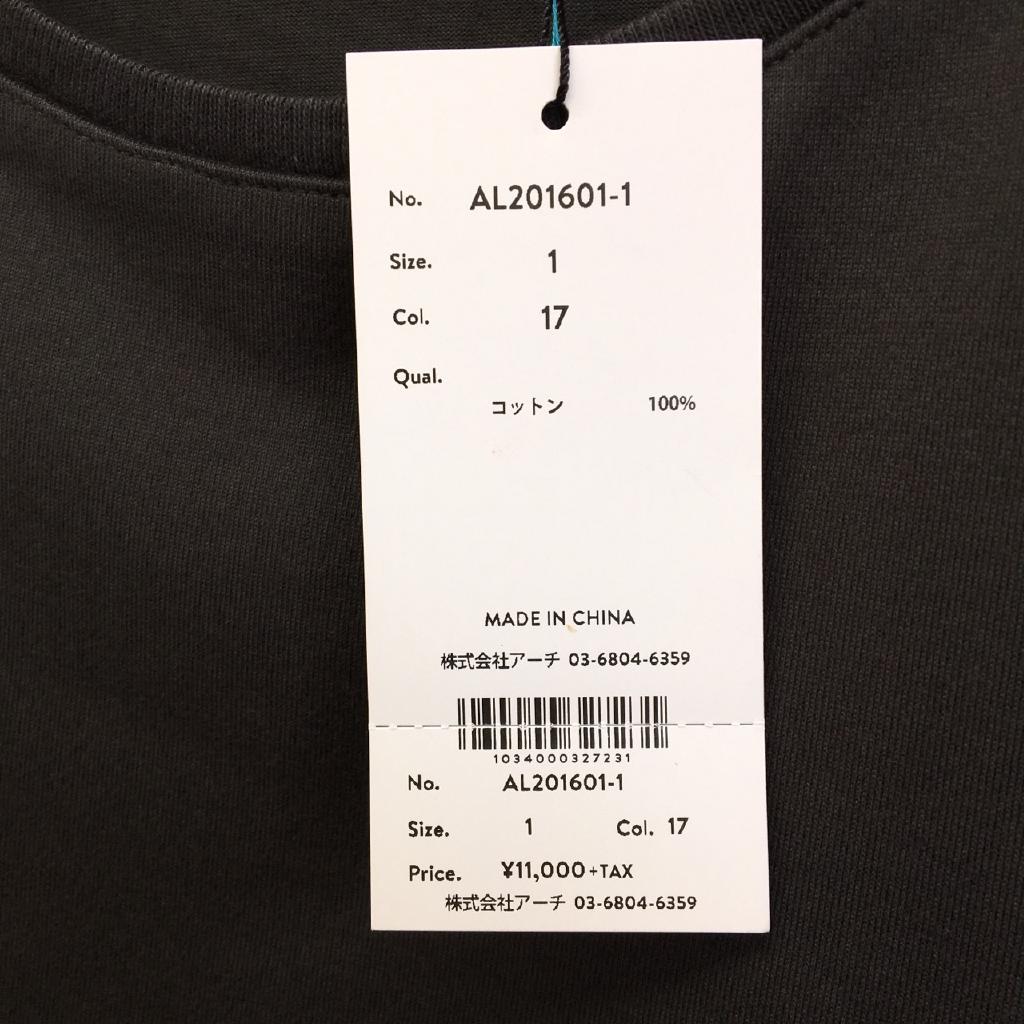 No. AL201601-1
Size. 1
Col. 17
Qual.
コットン 100%
MADE IN CHINA
株式会社アーチ 03-6804-6359
1034000327231
No. AL201601-1
Size. 1 Col. 17
Price. ¥11,000+TAX
株式会社アーチ 03-6804-6359